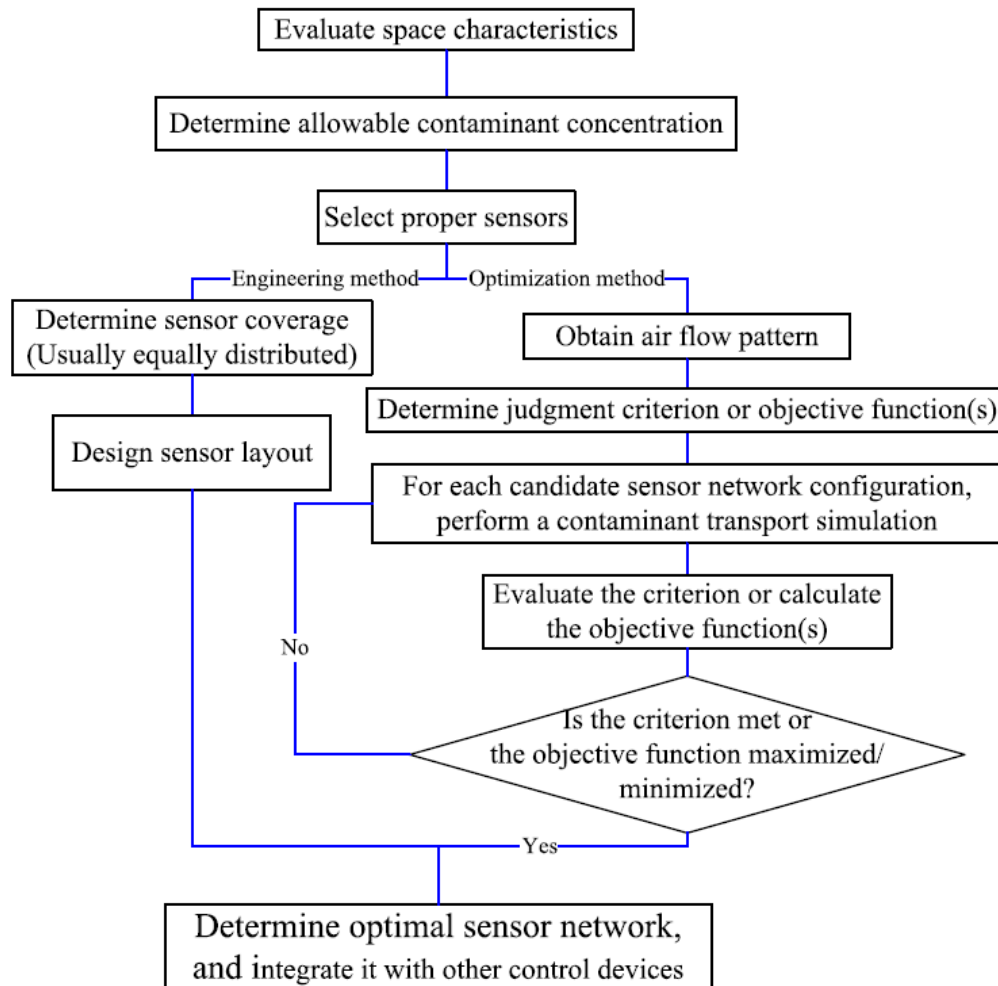 Evaluate space characteristics
Determine allowable contaminant concentration
Select proper sensors
Engineering method
Optimization method
Determine sensor coverage
(Usually equally distributed)
Design sensor layout
Obtain air flow pattern
Determine judgment criterion or objective function(s)
For each candidate sensor network configuration,
perform a contaminant transport simulation
Evaluate the criterion or calculate
the objective function(s)
No
Is the criterion met or
the objective function maximized/
minimized?
Yes
Determine optimal sensor network,
and integrate it with other control devices